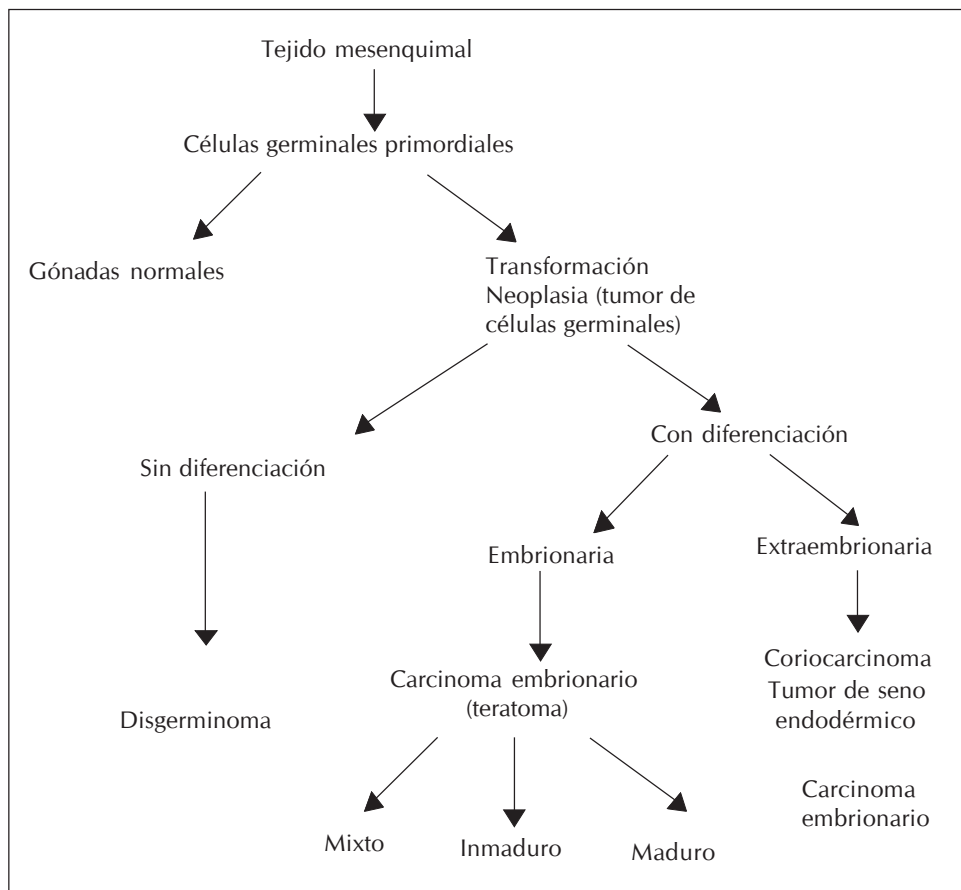 Tejido mesenquimal
Células germinales primordiales
Gónadas normales
Transformación
Neoplasia (tumor de
células germinales)
Sin diferenciación
Con diferenciación
Embrionaria
Extraembrionaria
Disgerminoma
Carcinoma embrionario
(teratoma)
Coriocarcinoma
Tumor de seno
endodérmico
Carcinoma
embrionario
Mixto
Inmaduro
Maduro